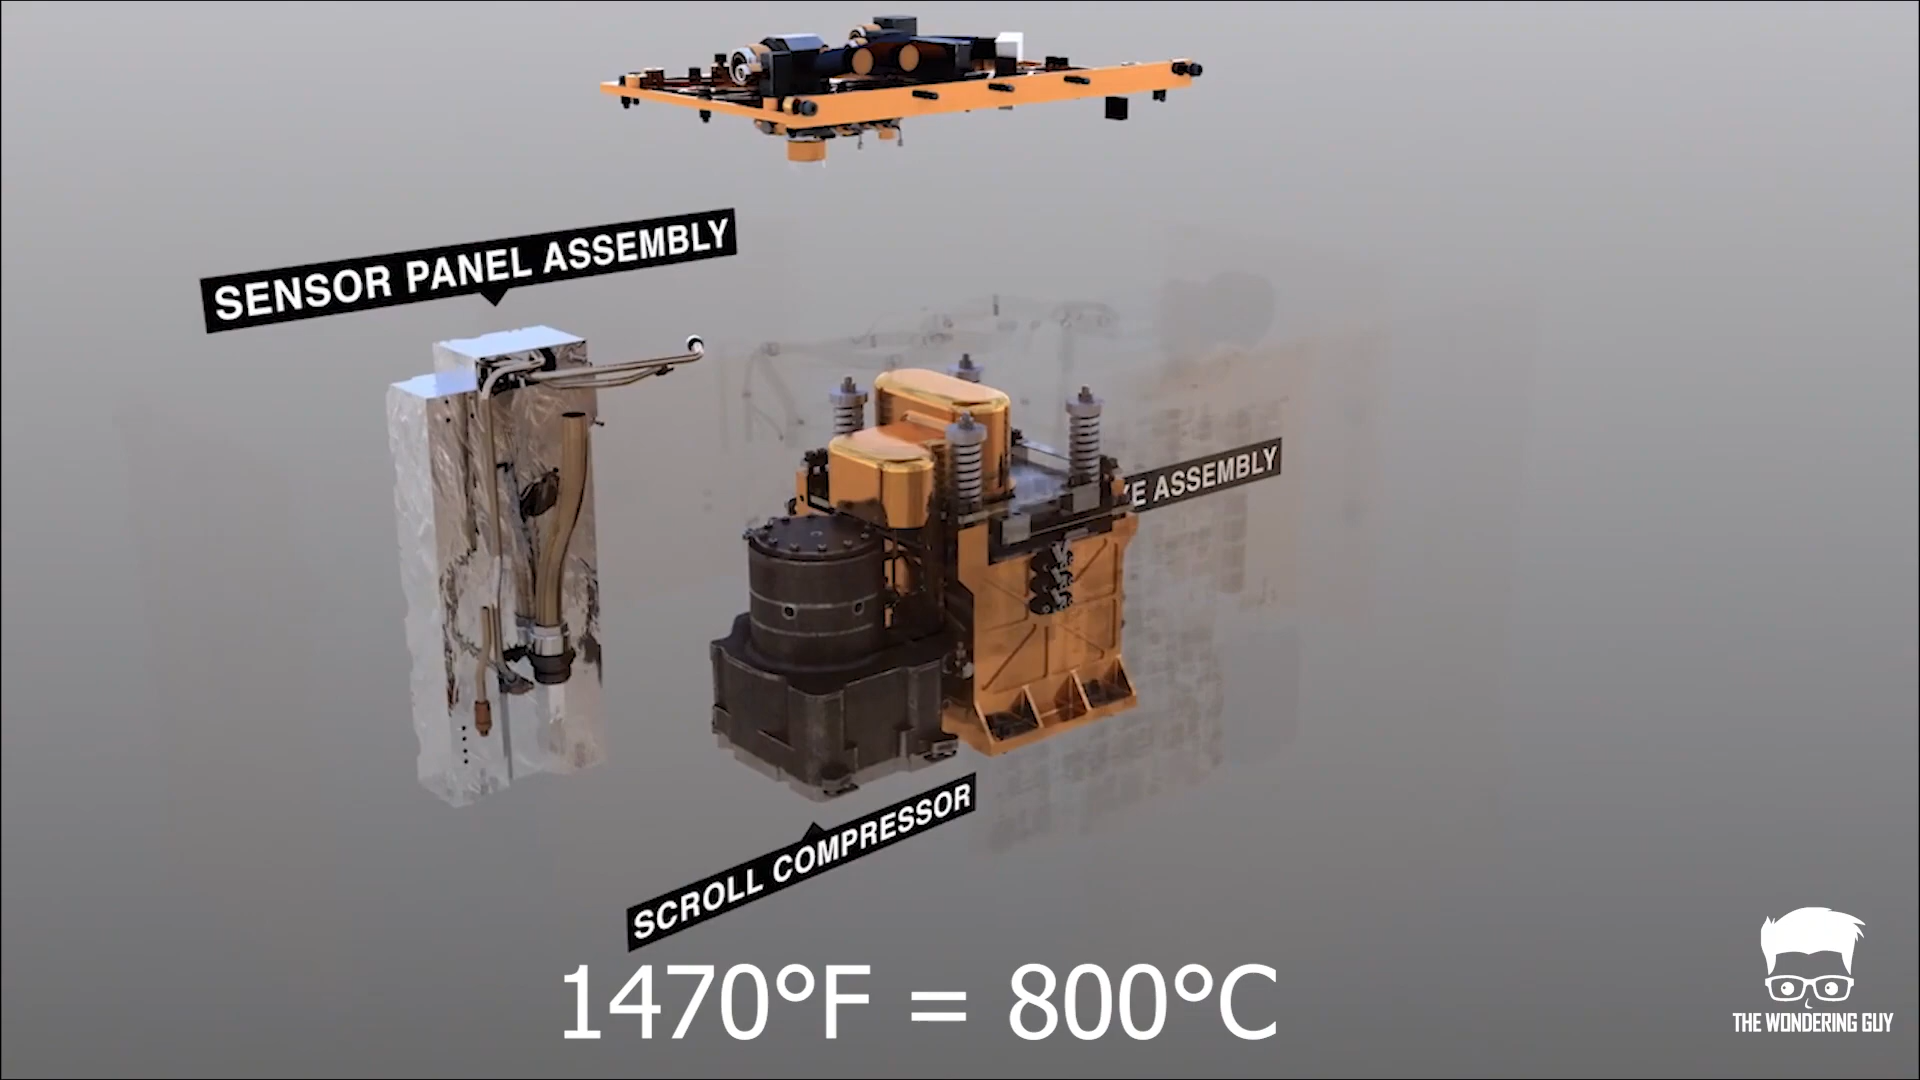 SENSOR PANEL ASSEMBLY
ASSEMBLY
SCROLL COMPRESSOR
1470°F = 800°C
THE WONDERING GUY